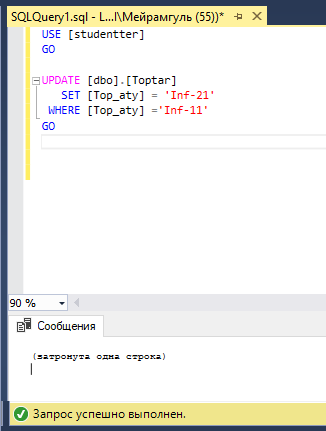 SQLQuery1.sql - L...l\Мейрамгуль (55))*
USE [studentter]
GO
UPDATE [dbo].[Toptar]
SET [Top_aty] = 'Inf-21'
WHERE [Top_aty] ='Inf-11'
GO
90 %
Сообщения
(затронута одна строка)
Запрос успешно выполнен.